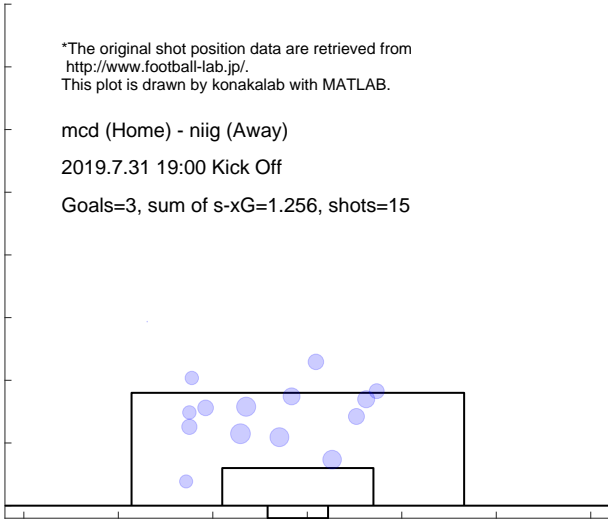 *The original shot position data are retrieved from
http://www.football-lab.jp/.
This plot is drawn by konakalab with MATLAB.
mcd (Home) - niig (Away)
2019.7.31 19:00 Kick Off
Goals=3, sum of s-xG=1.256, shots=15